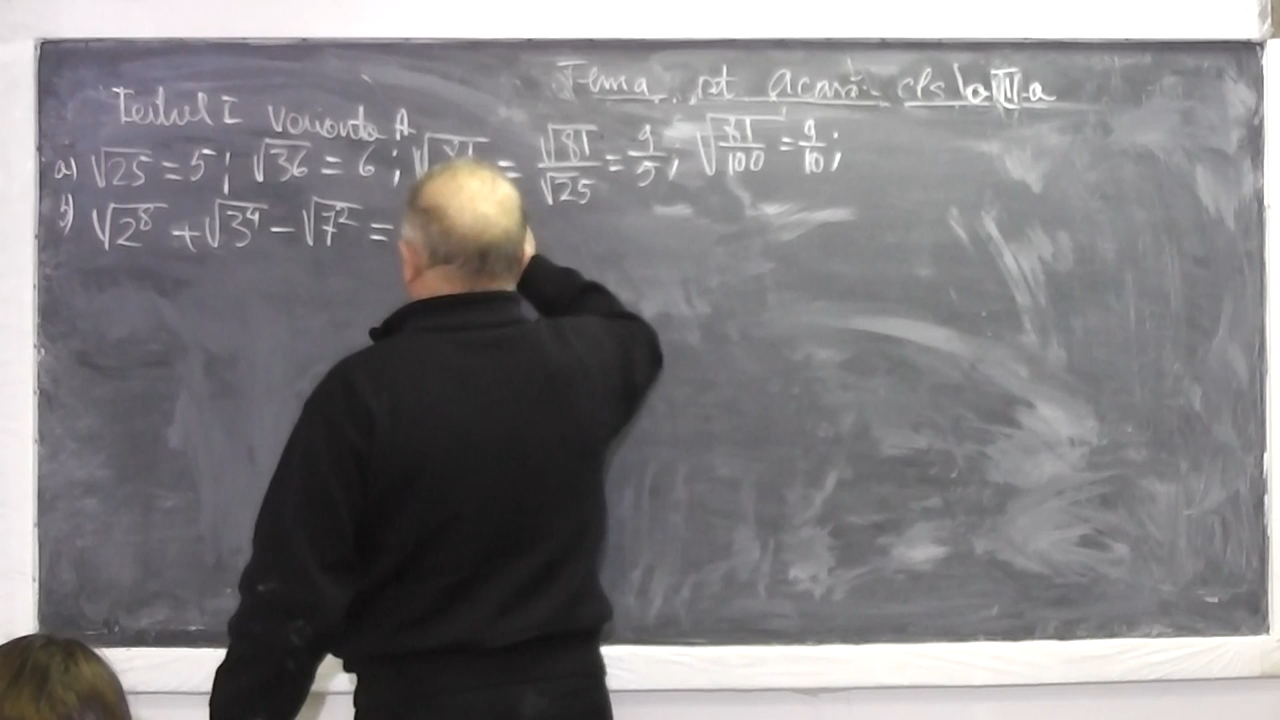 Tema pt acasă cls a VII-a
Testul I varianta A
a) √25 = 5; √36 = 6; √81 = √81/√25 = 9/5; √81/100 = 9/10;
b) √2⁸ + √3⁴ - √7² =